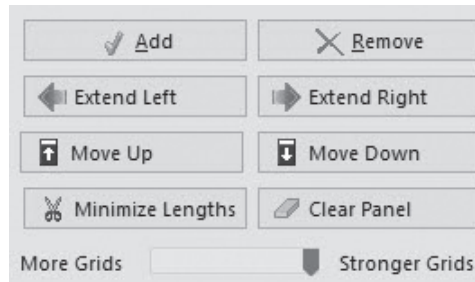 Add Remove
Extend Left Extend Right
Move Up Move Down
Minimize Lengths Clear Panel
More Grids Stronger Grids